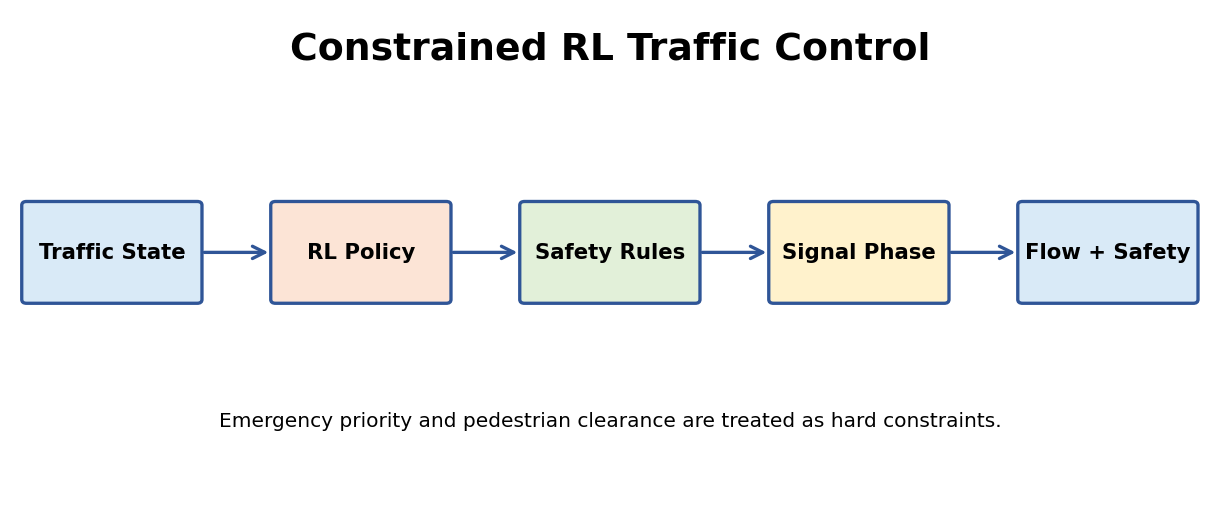 Constrained RL Traffic Control
Traffic State
RL Policy
Safety Rules
Signal Phase
Flow + Safety
Emergency priority and pedestrian clearance are treated as hard constraints.